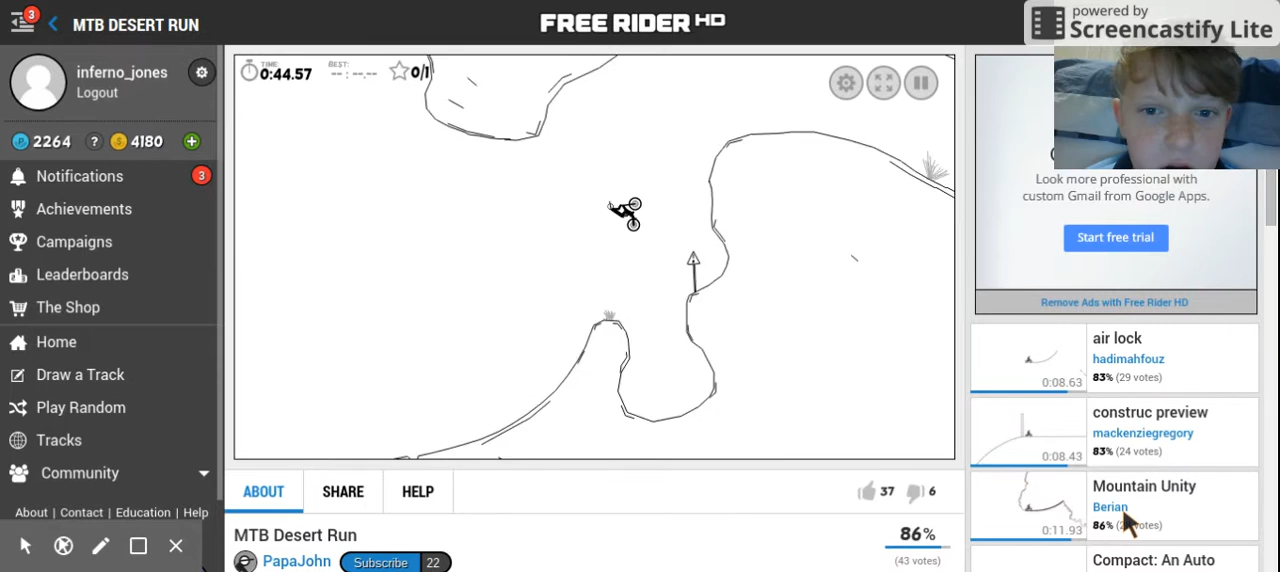 3
MTB DESERT RUN
FREE RIDER HD
powered by
Screencastify Lite
inferno_jones
Logout
2264 ? 4180
Notifications 3
Achievements
Campaigns
Leaderboards
The Shop
Home
Draw a Track
Play Random
Tracks
Community
About | Contact | Education | Help
TIME:
0:44.57
BEST:
-- : --.--
0/1
Look more professional with
custom Gmail from Google Apps.
Start free trial
Remove Ads with Free Rider HD
air lock
hadimahfouz
83% (29 votes)
0:08.63
construc preview
mackenziegregory
83% (24 votes)
0:08.43
Mountain Unity
Berian
86% votes)
0:11.93
Compact: An Auto
ABOUT
SHARE
HELP
37
6
MTB Desert Run
PapaJohn
Subscribe 22
86%
(43 votes)